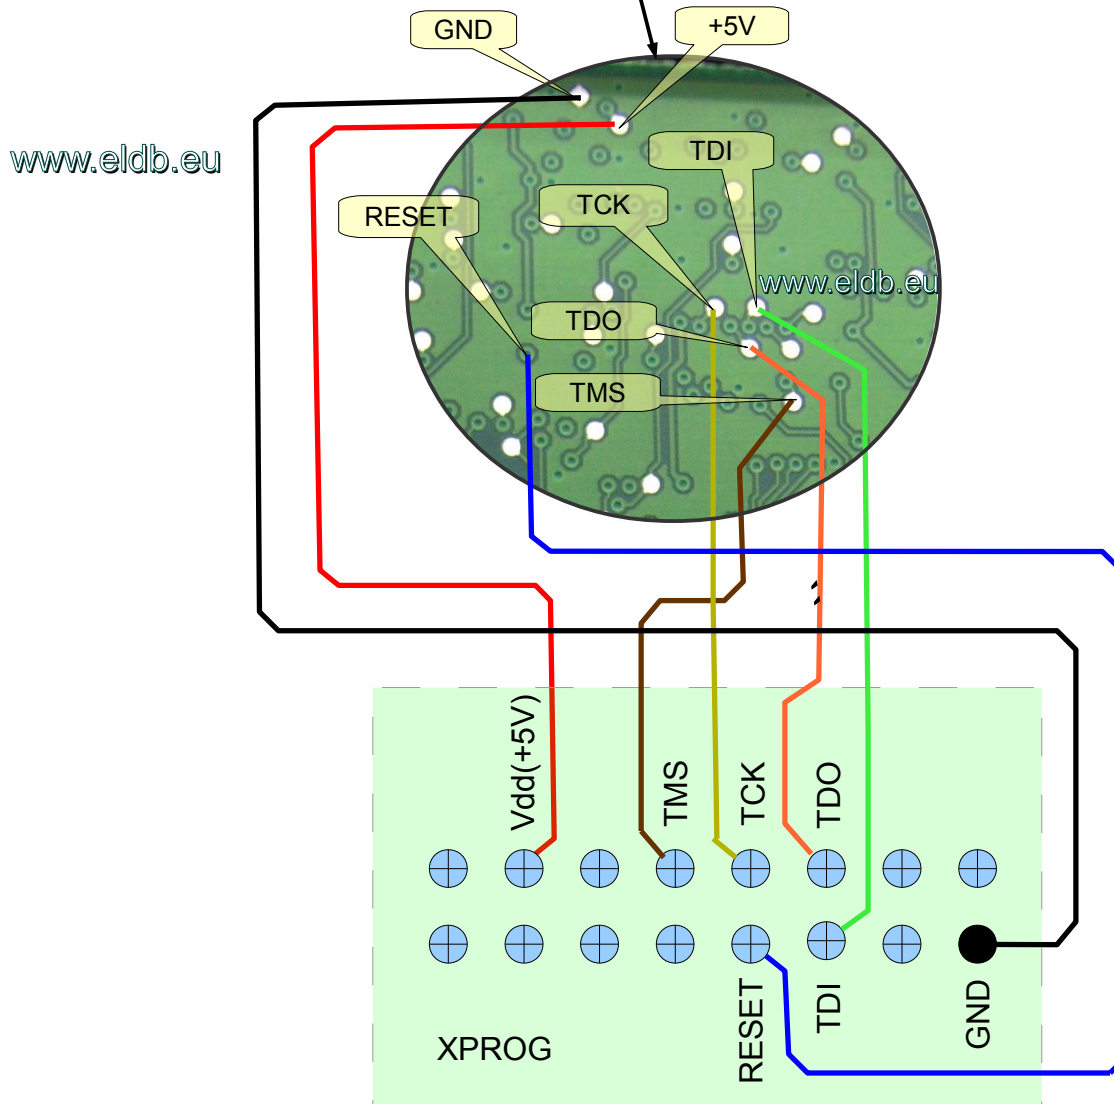 GND
+5V
TDI
www.eldb.eu
TCK
RESET
www.eldb.eu
TDO
TMS
Vdd(+5V)
TMS
TCK
TDO
RESET
TDI
GND
XPROG